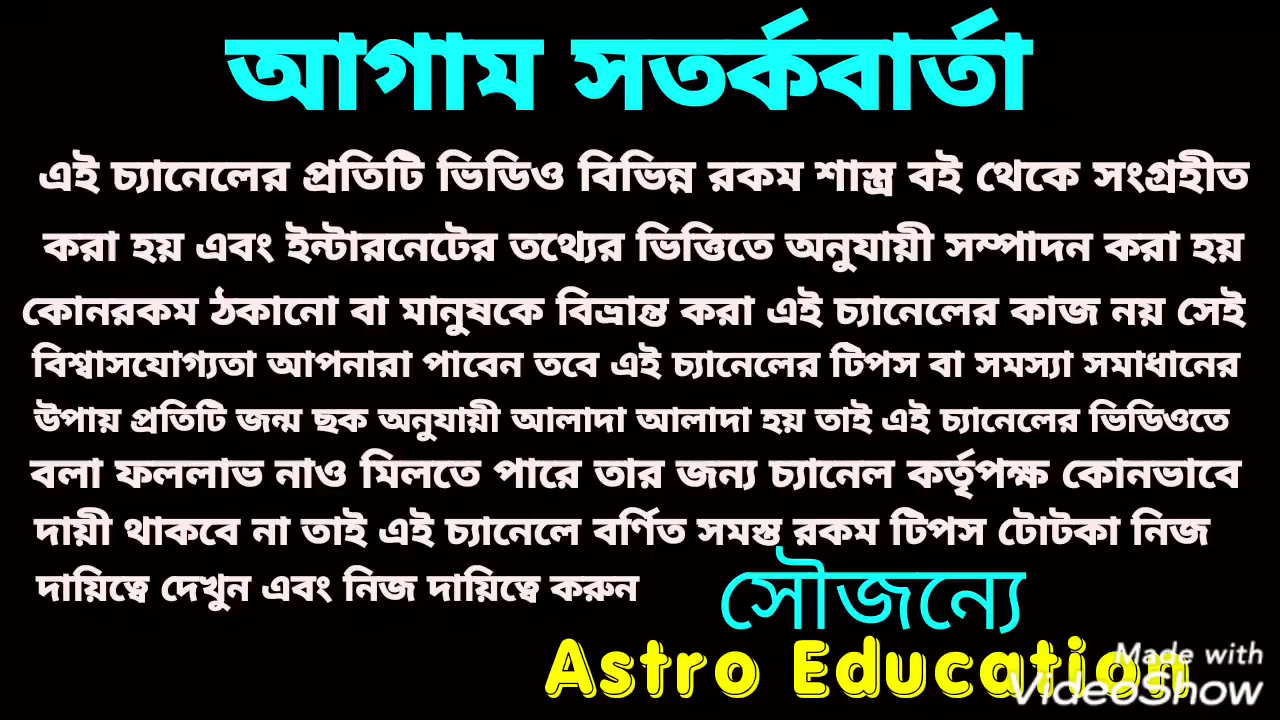 আগাম সতর্কবার্তা
এই চ্যানেলের প্রতিটি ভিডিও বিভিন্ন রকম শাস্ত্র বই থেকে সংগ্রহীত
করা হয় এবং ইন্টারনেটের তথ্যের ভিত্তিতে অনুযায়ী সম্পাদন করা হয়
কোনরকম ঠকানো বা মানুষকে বিভ্রান্ত করা এই চ্যানেলের কাজ নয় সেই
বিশ্বাসযোগ্যতা আপনারা পাবেন তবে এই চ্যানেলের টিপস বা সমস্যা সমাধানের
উপায় প্রতিটি জন্ম ছক অনুযায়ী আলাদা আলাদা হয় তাই এই চ্যানেলের ভিডিওতে
বলা ফললাভ নাও মিলতে পারে তার জন্য চ্যানেল কর্তৃপক্ষ কোনভাবে
দায়ী থাকবে না তাই এই চ্যানেলে বর্ণিত সমস্ত রকম টিপস টোটকা নিজ
দায়িত্বে দেখুন এবং নিজ দায়িত্বে করুন
সৌজন্যে
Astro Education
Made with
VideoShow